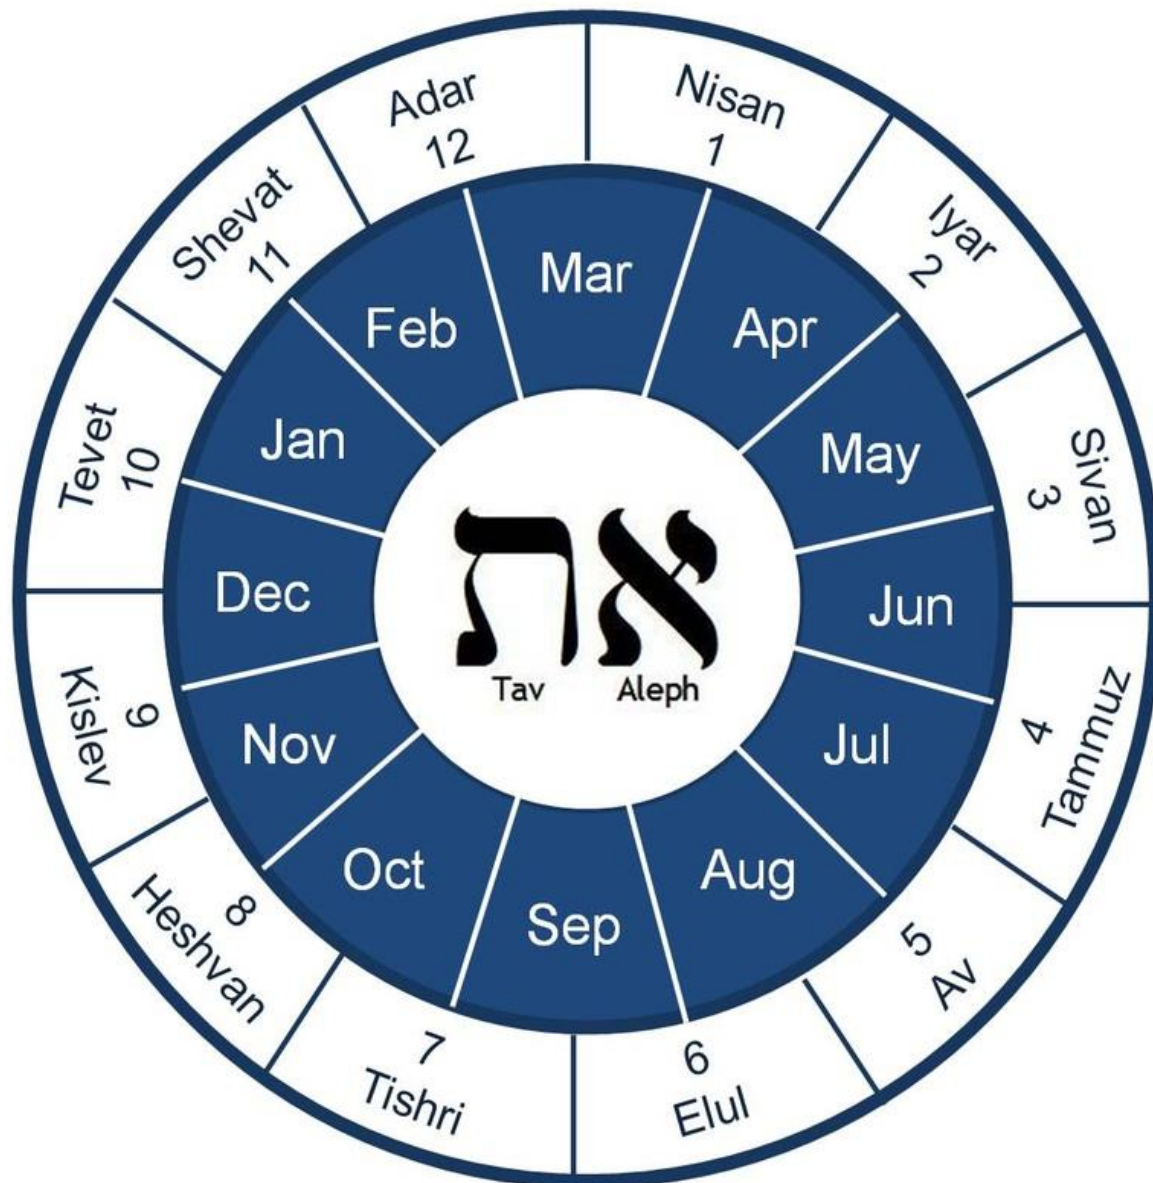 Nisan
1
Iyar
2
Sivan
3
4
Tammuz
5
Av
6
Elul
7
Tishri
8
Heshvan
9
Kislev
Tevet
10
Shevat
11
Adar
12
Mar
Apr
May
Jun
Jul
Aug
Sep
Oct
Nov
Dec
Jan
Feb
את
Tav Aleph